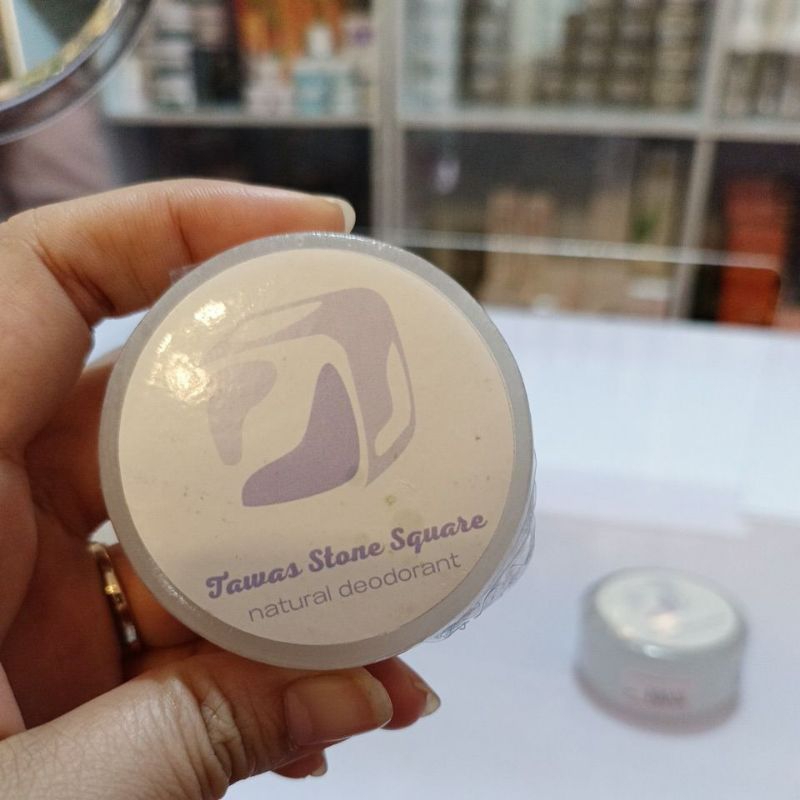 Tawas Stone Square
natural deodorant